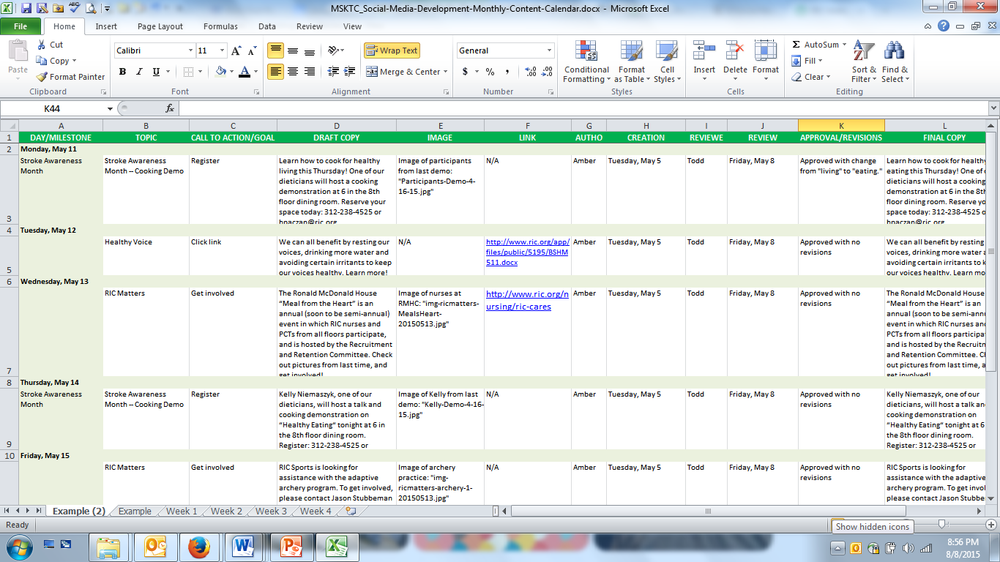 MSKTC_Social-Media-Development-Monthly-Content-Calendar.docx - Microsoft Excel
File Home Insert Page Layout Formulas Data Review View
Paste
Cut
Copy
Format Painter
Clipboard
Calibri 11
B I U
Font
Wrap Text
Merge & Center
Alignment
General
$ % ,
Number
Conditional Formatting
Format as Table
Cell Styles
Styles
Insert Delete Format
Cells
AutoSum
Fill
Clear
Sort & Filter
Find & Select
Editing
K44 fx
A B C D E F G H I J K L
1 DAY/MILESTONE TOPIC CALL TO ACTION/GOAL DRAFT COPY IMAGE LINK AUTHO CREATION REVIEWE REVIEW APPROVAL/REVISIONS FINAL COPY
2 Monday, May 11
3
Stroke Awareness
Month
Stroke Awareness
Month -- Cooking Demo
Register
Learn how to cook for healthy
living this Thursday! One of our
dieticians will host a cooking
demonstration at 6 in the 8th
floor dining room. Reserve your
space today: 312-238-4525 or
hpaczan@ric.org
Image of participants
from last demo:
"Participants-Demo-4-
16-15.jpg"
N/A
Amber
Tuesday, May 5
Todd
Friday, May 8
Approved with change
from "living" to "eating."
Learn how to cook for healthy
eating this Thursday! One of o
dieticians will host a cooking
demonstration at 6 in the 8th
floor dining room. Reserve yo
space today: 312-238-4525 o
hpaczan@ric.org
4 Tuesday, May 12
5
Healthy Voice
Click link
We can all benefit by resting our
voices, drinking more water and
avoiding certain irritants to keep
our voices healthy. Learn more!
N/A
http://www.ric.org/app/
files/public/5195/BSHM
511.docx
Amber
Tuesday, May 5
Todd
Friday, May 8
Approved with no
revisions
We can all benefit by resting
voices, drinking more water a
avoiding certain irritants to k
our voices healthy. Learn mo
6 Wednesday, May 13
7
RIC Matters
Get involved
The Ronald McDonald House
“Meal from the Heart” is an
annual (soon to be semi-annual)
event in which RIC nurses and
PCTs from all floors participate,
and is hosted by the Recruitment
and Retention Committee. Check
out pictures from last time, and
get involved!
Image of nurses at
RMHC: "img-ricmatters-
MealsHeart-
20150513.jpg"
http://www.ric.org/n
ursing/ric-cares
Amber
Tuesday, May 5
Todd
Friday, May 8
Approved with no
revisions
The Ronald McDonald House
“Meal from the Heart” is an
annual (soon to be semi-annu
event in which RIC nurses an
PCTs from all floors participate
and is hosted by the Recruitm
and Retention Committee. Ch
out pictures from last time, a
get involved!
8 Thursday, May 14
9
Stroke Awareness
Month
Stroke Awareness
Month -- Cooking Demo
Register
Kelly Niemaszyk, one of our
dieticians, will host a talk and
cooking demonstration on
“Healthy Eating“ tonight at 6 in
the 8th floor dining room.
Register: 312-238-4525 or
Image of Kelly from last
demo: "Kelly-Demo-4-16-
15.jpg"
N/A
Amber
Tuesday, May 5
Todd
Friday, May 8
Approved with no
revisions
Kelly Niemaszyk, one of our
dieticians, will host a talk and
cooking demonstration on
“Healthy Eating“ tonight at 6
the 8th floor dining room.
Register: 312-238-4525 or
10 Friday, May 15
RIC Matters
Get involved
RIC Sports is looking for
assistance with the adaptive
archery program. To get involved,
please contact Jason Stubbeman
Image of archery
practice: "img-
ricmatters-archery-1-
20150513.jpg"
N/A
Amber
Tuesday, May 5
Todd
Friday, May 8
Approved with no
revisions
RIC Sports is looking for
assistance with the adaptive
archery program. To get invol
please contact Jason Stubbem
Example (2) Example Week 1 Week 2 Week 3 Week 4
Ready
Show hidden icons
8:56 PM
8/8/2015